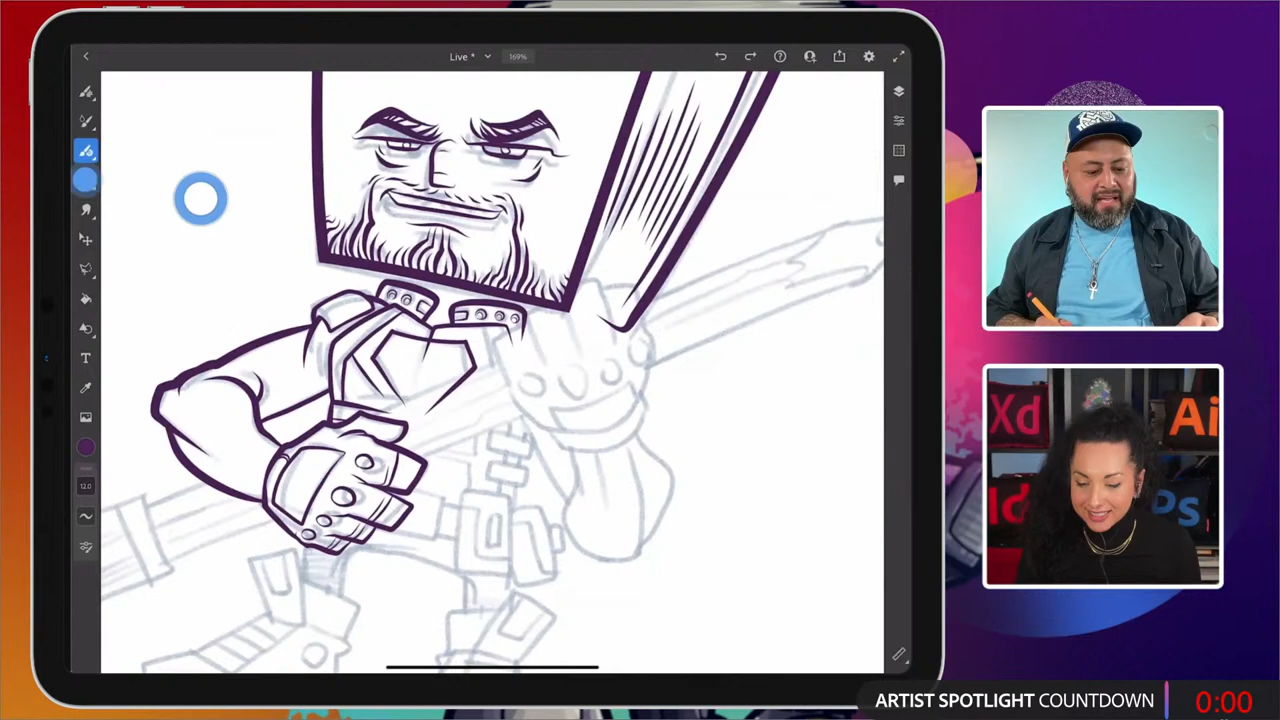 Live *
169%
T
12.0
Xd
Ai
Id
Ps
ARTIST SPOTLIGHT COUNTDOWN
0:00